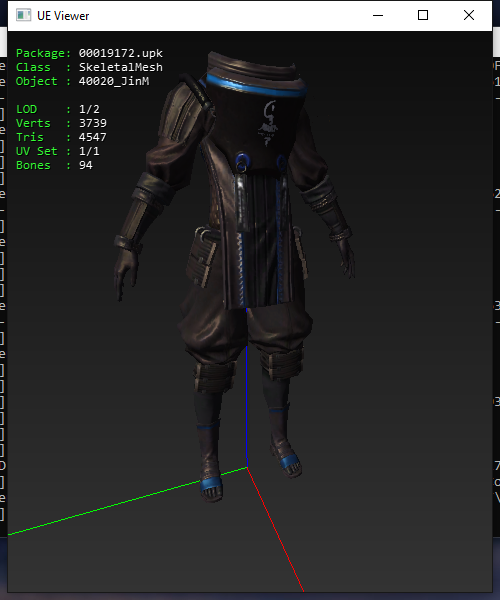 UE Viewer
Package: 00019172.upk
Class : SkeletalMesh
Object : 40020_JinM
LOD : 1/2
Verts : 3739
Tris : 4547
UV Set : 1/1
Bones : 94